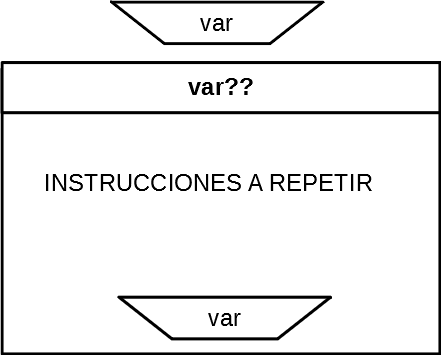 var
var??
INSTRUCCIONES A REPETIR
var